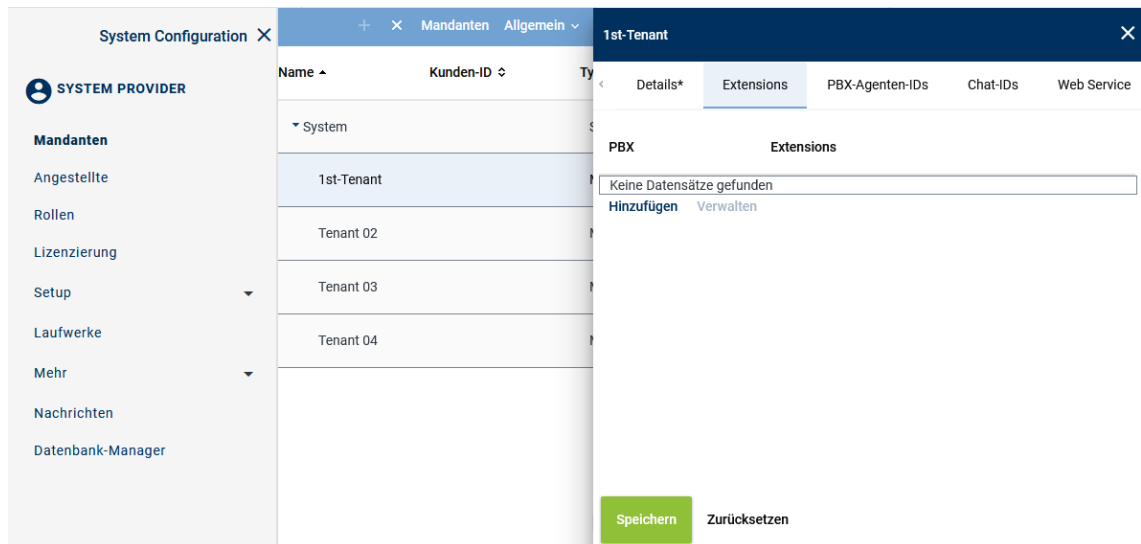 System Configuration
SYSTEM PROVIDER
Mandanten
Angestellte
Rollen
Lizenzierung
Setup
Laufwerke
Mehr
Nachrichten
Datenbank-Manager
Mandanten Allgemein
Name Kunden-ID
System
1st-Tenant
Tenant 02
Tenant 03
Tenant 04
1st-Tenant
Details* Extensions PBX-Agenten-IDs Chat-IDs Web Service
PBX Extensions
Keine Datensätze gefunden
Hinzufügen Verwalten
Speichern Zurücksetzen